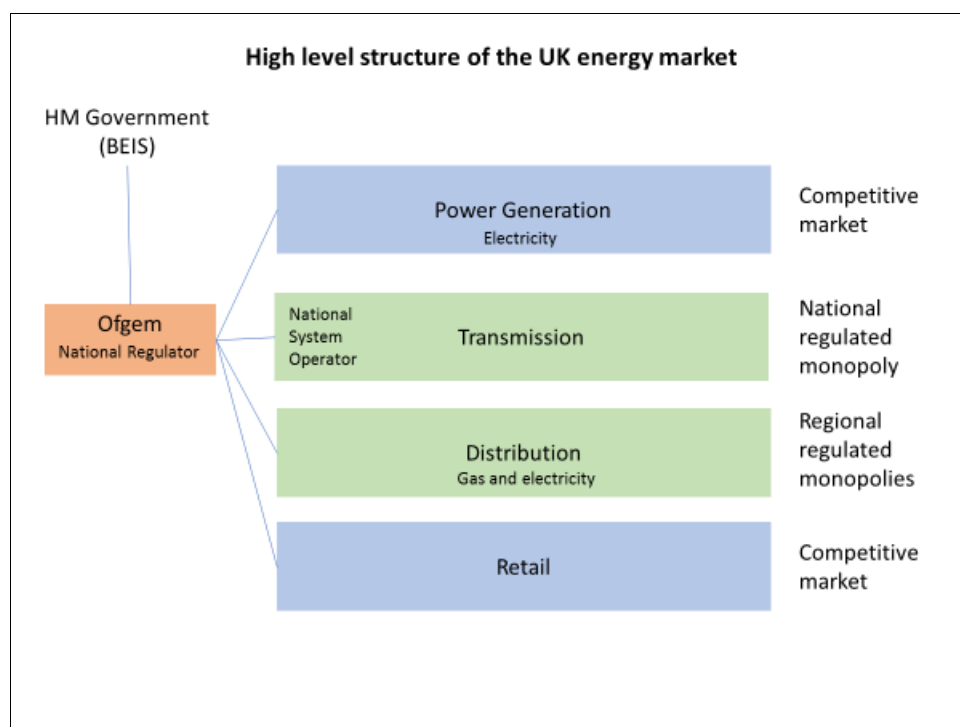 High level structure of the UK energy market
HM Government
(BEIS)
Power Generation
Electricity
Competitive
market
Ofgem
National Regulator
National
System
Operator
Transmission
National
regulated
monopoly
Distribution
Gas and electricity
Regional
regulated
monopolies
Retail
Competitive
market